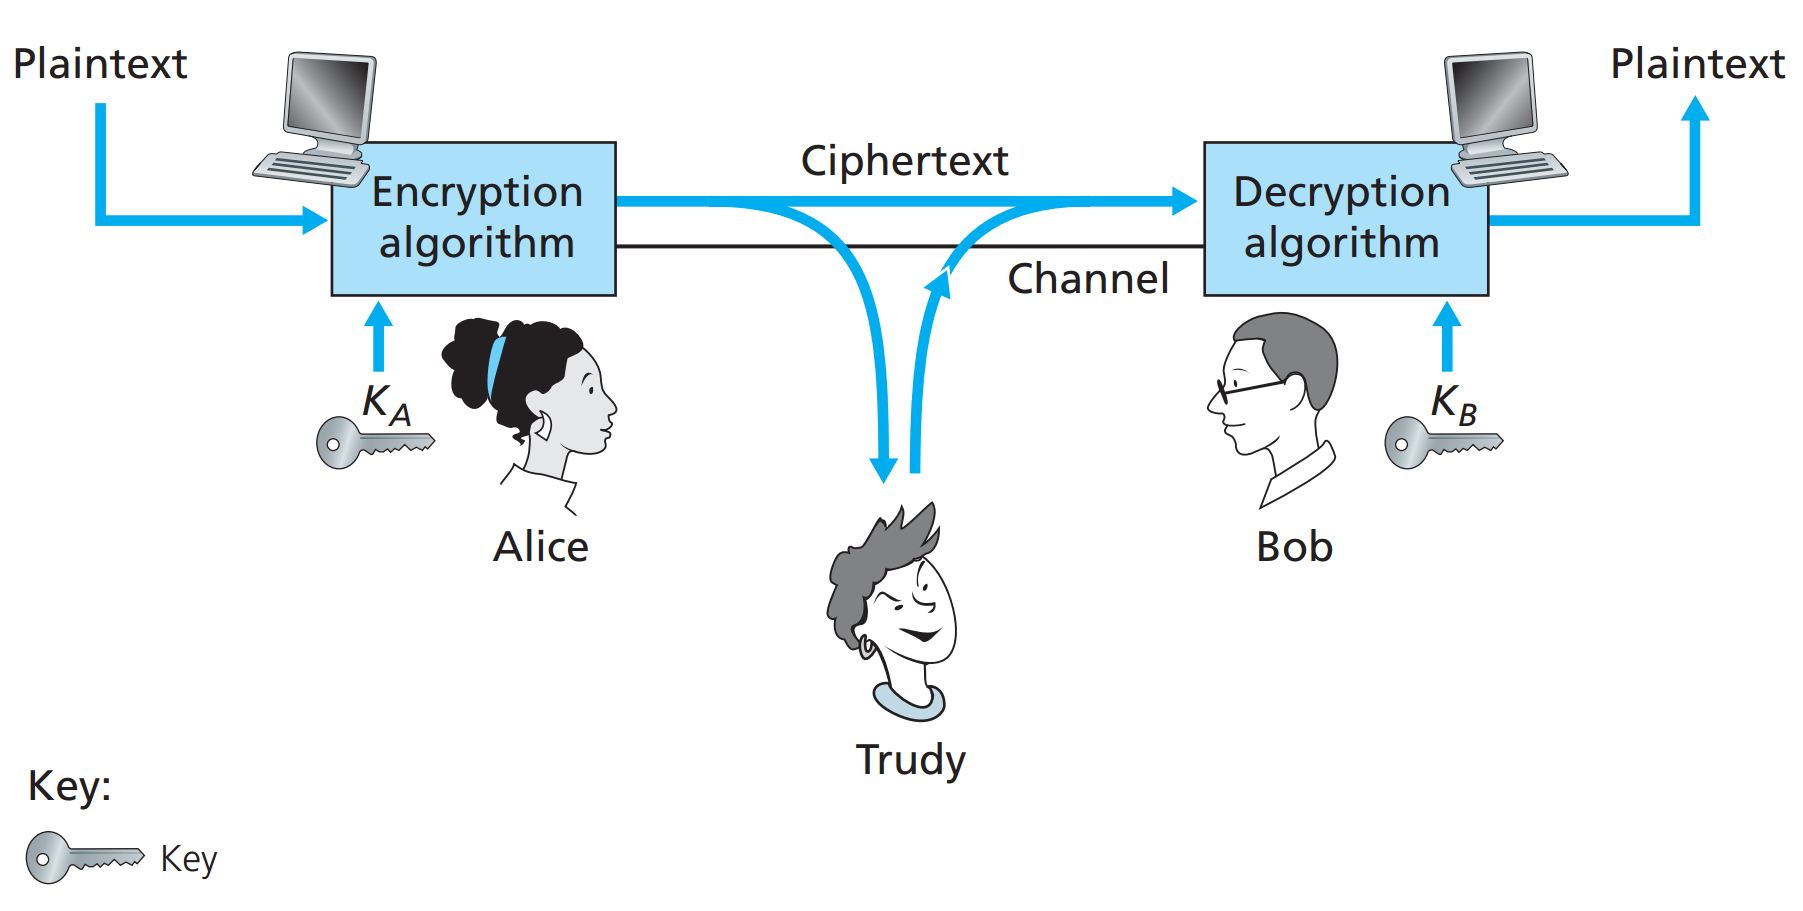 Plaintext
Plaintext
Ciphertext
Encryption
algorithm
Decryption
algorithm
Channel
K_A
K_B
Alice
Bob
Trudy
Key:
Key